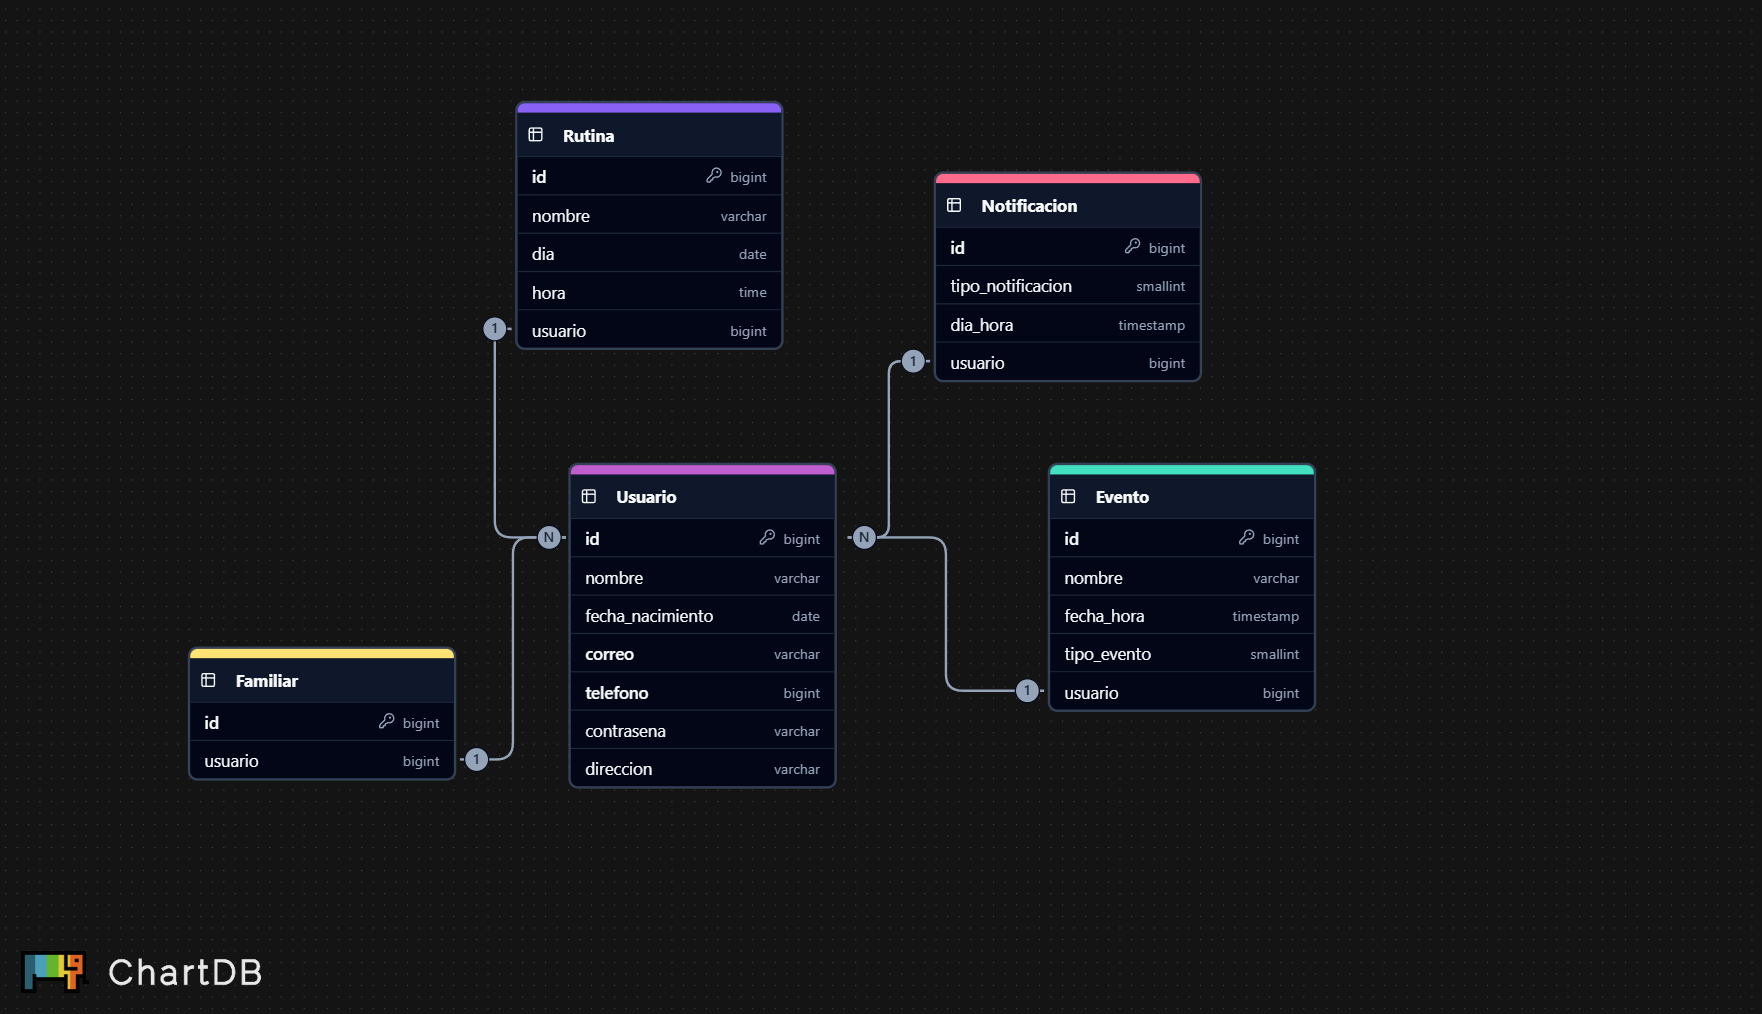 Rutina
id bigint
nombre varchar
dia date
hora time
usuario bigint
1
Notificacion
id bigint
tipo_notificacion smallint
dia_hora timestamp
usuario bigint
1
Usuario
id bigint
nombre varchar
fecha_nacimiento date
correo varchar
telefono bigint
contrasena varchar
direccion varchar
N
N
Evento
id bigint
nombre varchar
fecha_hora timestamp
tipo_evento smallint
usuario bigint
1
Familiar
id bigint
usuario bigint
1
ChartDB